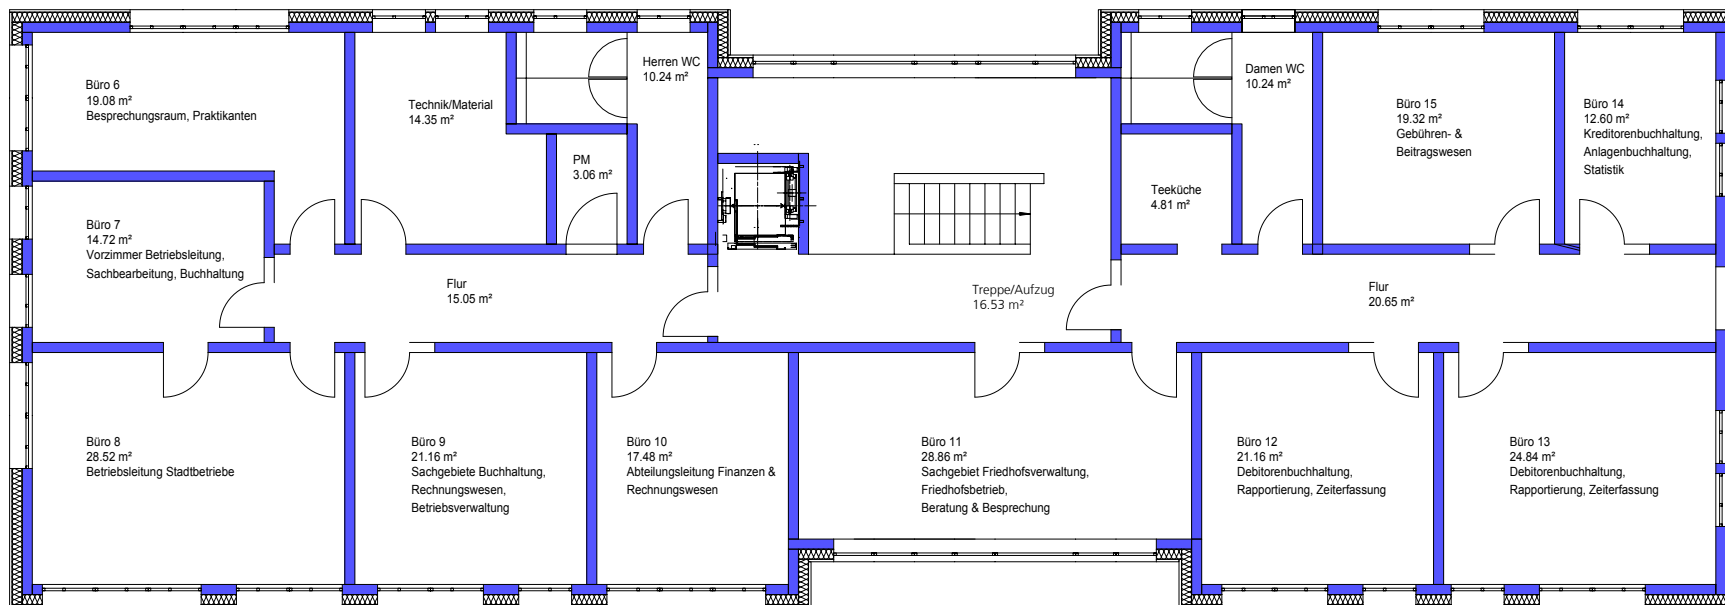 Büro 6
19.08 m²
Besprechungsraum, Praktikanten
Technik/Material
14.35 m²
Herren WC
10.24 m²
PM
3.06 m²
Damen WC
10.24 m²
Teeküche
4.81 m²
Büro 15
19.32 m²
Gebühren- &
Beitragswesen
Büro 14
12.60 m²
Kreditorenbuchhaltung,
Anlagenbuchhaltung,
Statistik
Büro 7
14.72 m²
Vorzimmer Betriebsleitung,
Sachbearbeitung, Buchhaltung
Flur
15.05 m²
Treppe/Aufzug
16.53 m²
Flur
20.65 m²
Büro 8
28.52 m²
Betriebsleitung Stadtbetriebe
Büro 9
21.16 m²
Sachgebiete Buchhaltung,
Rechnungswesen,
Betriebsverwaltung
Büro 10
17.48 m²
Abteilungsleitung Finanzen &
Rechnungswesen
Büro 11
28.86 m²
Sachgebiet Friedhofsverwaltung,
Friedhofsbetrieb,
Beratung & Besprechung
Büro 12
21.16 m²
Debitorenbuchhaltung,
Rapportierung, Zeiterfassung
Büro 13
24.84 m²
Debitorenbuchhaltung,
Rapportierung, Zeiterfassung